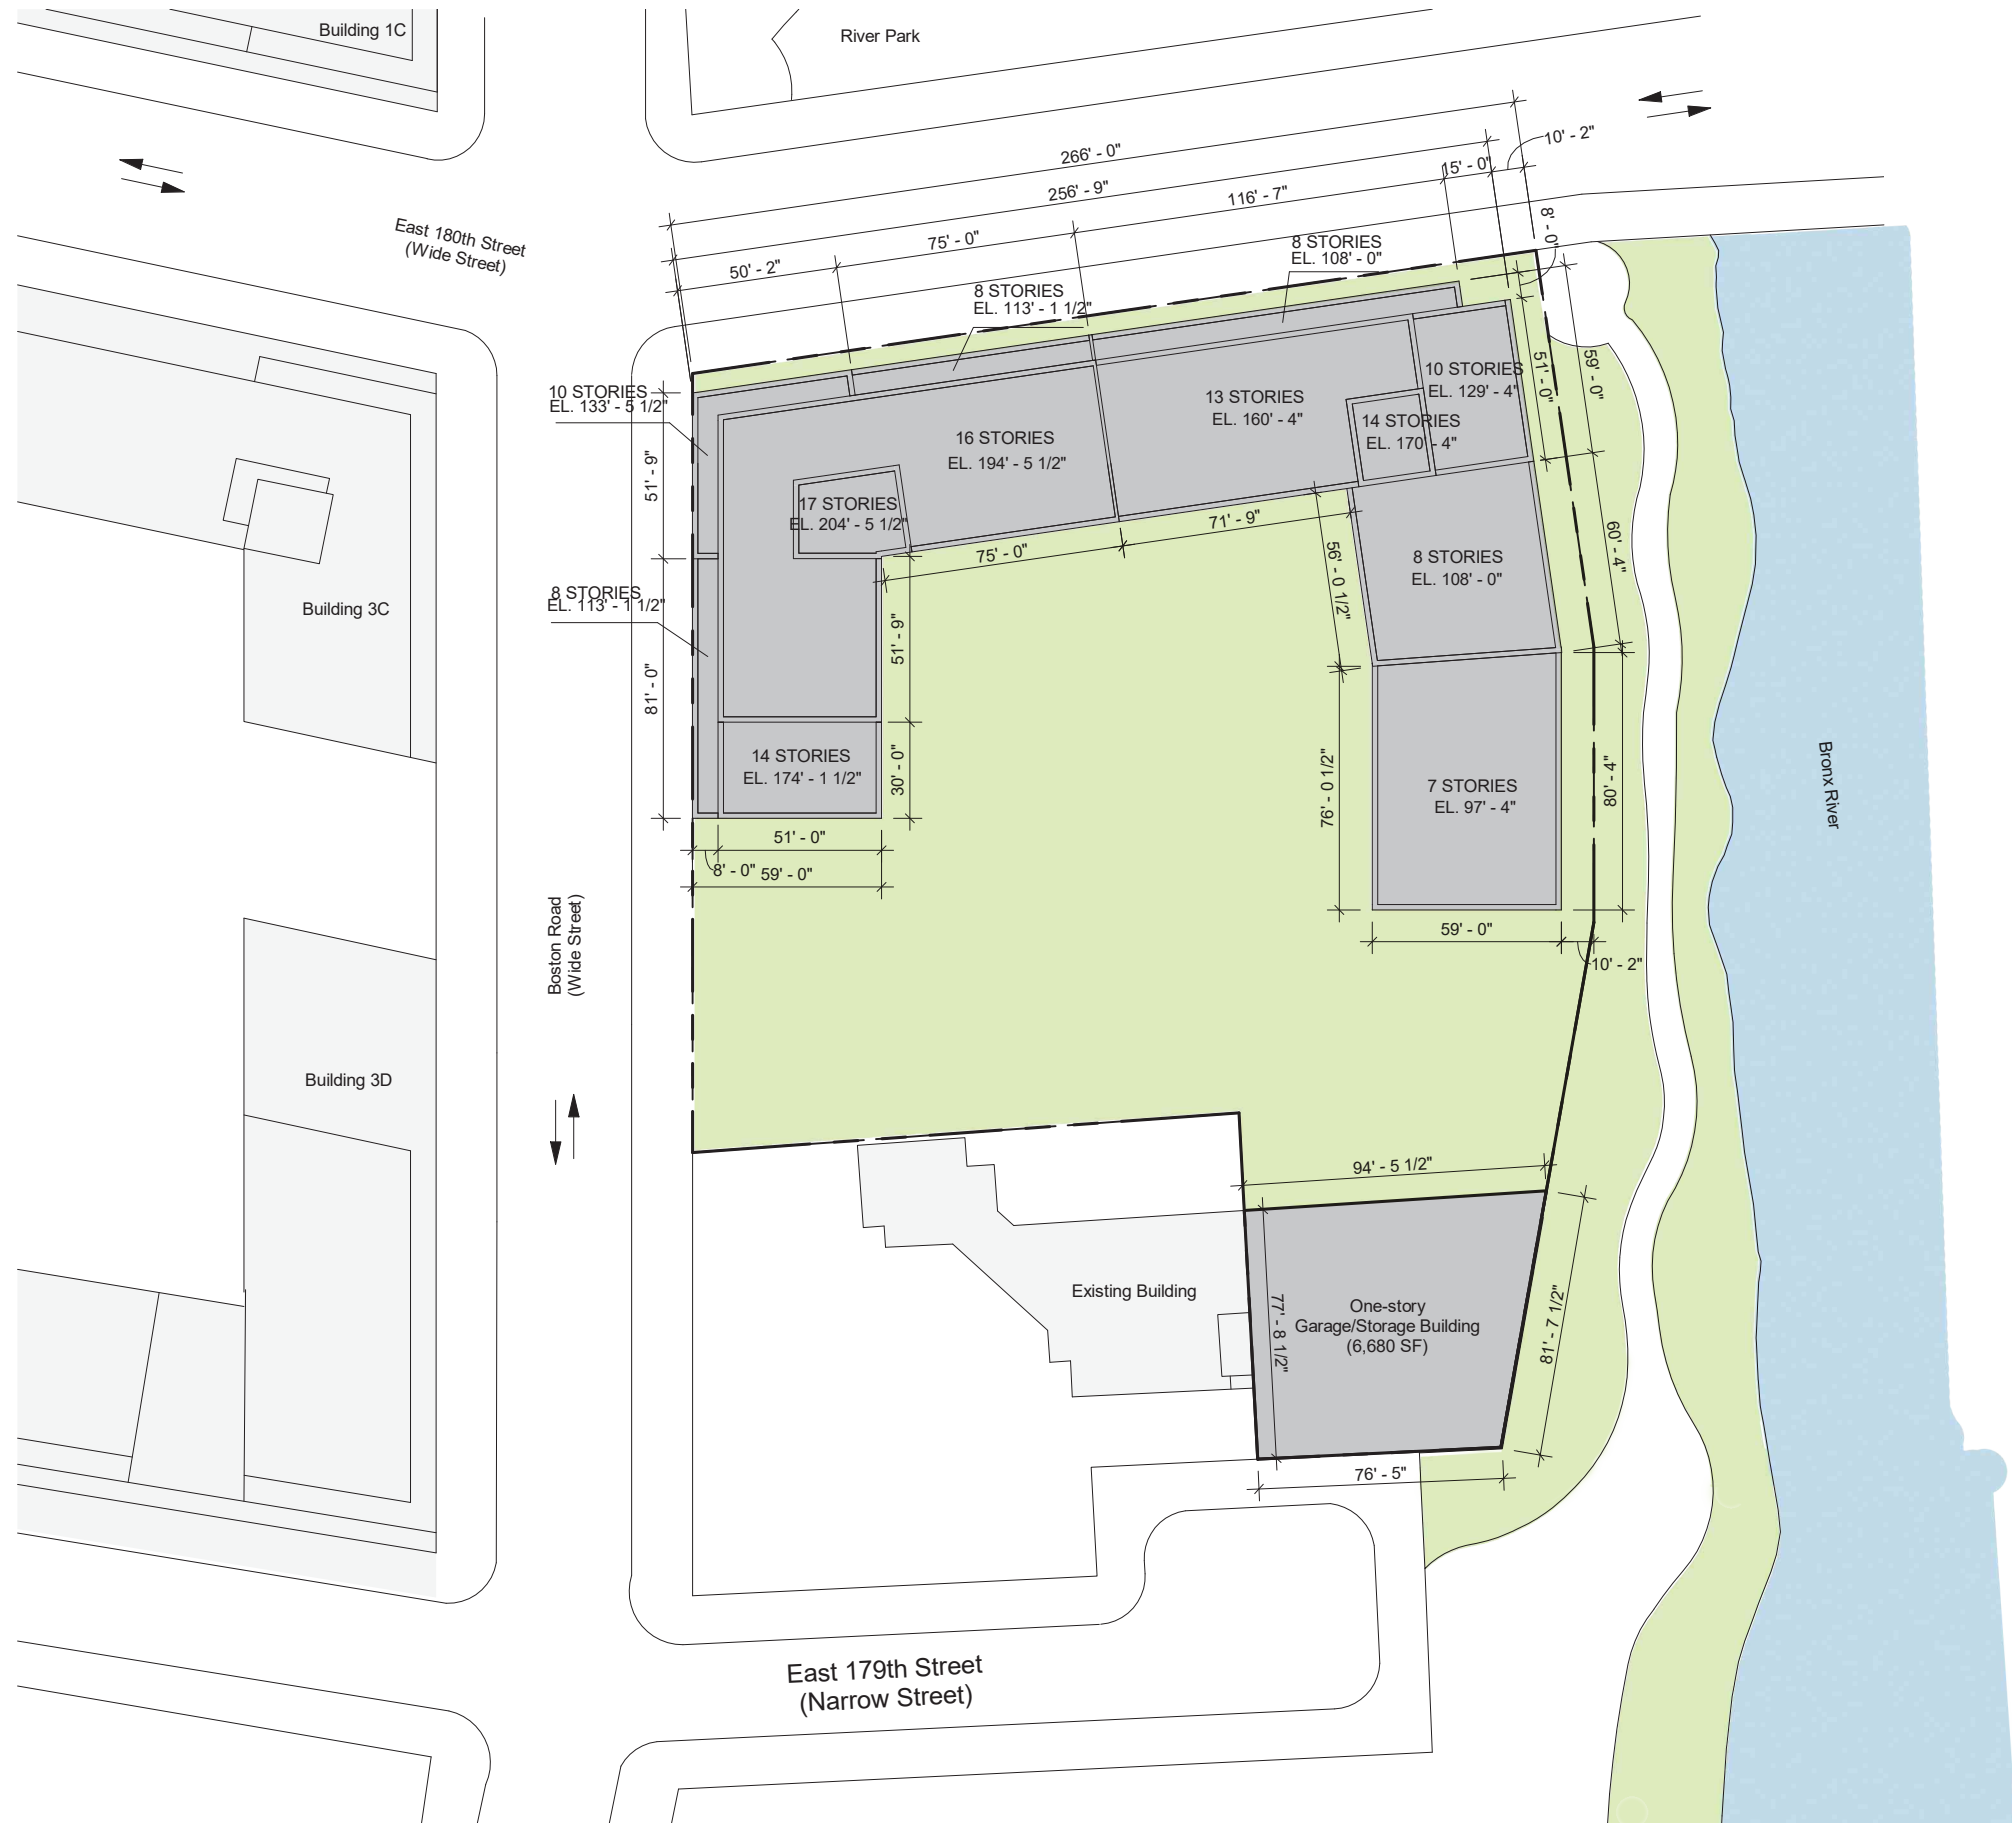 Building 1C
River Park
10' - 2"
266' - 0"
15' - 0"
256' - 9"
116' - 7"
East 180th Street
(Wide Street)
75' - 0"
8' - 0"
8 STORIES
EL. 108' - 0"
50' - 2"
8 STORIES
EL. 113' - 1 1/2"
10 STORIES
EL. 133' - 5 1/2"
13 STORIES
EL. 160' - 4"
10 STORIES
EL. 129' - 4"
51' - 0"
59' - 0"
14 STORIES
EL. 170' - 4"
16 STORIES
EL. 194' - 5 1/2"
51' - 9"
17 STORIES
EL. 204' - 5 1/2"
71' - 9"
75' - 0"
56' - 0 1/2"
60' - 4"
8 STORIES
EL. 108' - 0"
8 STORIES
EL. 113' - 1 1/2"
Building 3C
51' - 9"
81' - 0"
14 STORIES
EL. 174' - 1 1/2"
30' - 0"
76' - 0 1/2"
7 STORIES
EL. 97' - 4"
80' - 4"
Bronx River
51' - 0"
8' - 0"
59' - 0"
59' - 0"
10' - 2"
Boston Road
(Wide Street)
Building 3D
94' - 5 1/2"
Existing Building
77' - 8 1/2"
One-story
Garage/Storage Building
(6,680 SF)
81' - 7 1/2"
76' - 5"
East 179th Street
(Narrow Street)